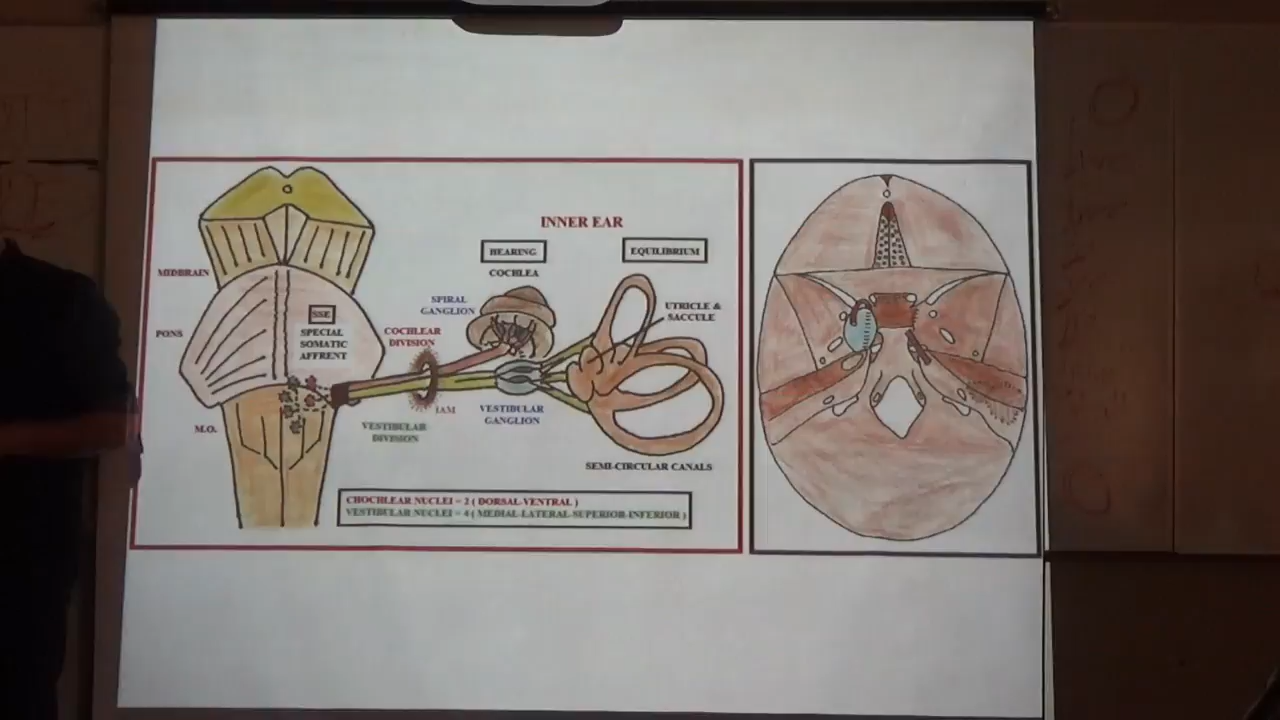 INNER EAR
HEARING
EQUILIBRIUM
COCHLEA
MIDBRAIN
SPIRAL
GANGLION
UTRICLE &
SACCULE
SSE
SPECIAL
SOMATIC
AFFRENT
PONS
COCHLEAR
DIVISION
IAM
VESTIBULAR
GANGLION
M.O.
VESTIBULAR
DIVISION
SEMI-CIRCULAR CANALS
CHOCHLEAR NUCLEI = 2 ( DORSAL-VENTRAL )
VESTIBULAR NUCLEI = 4 ( MEDIAL-LATERAL-SUPERIOR-INFERIOR )